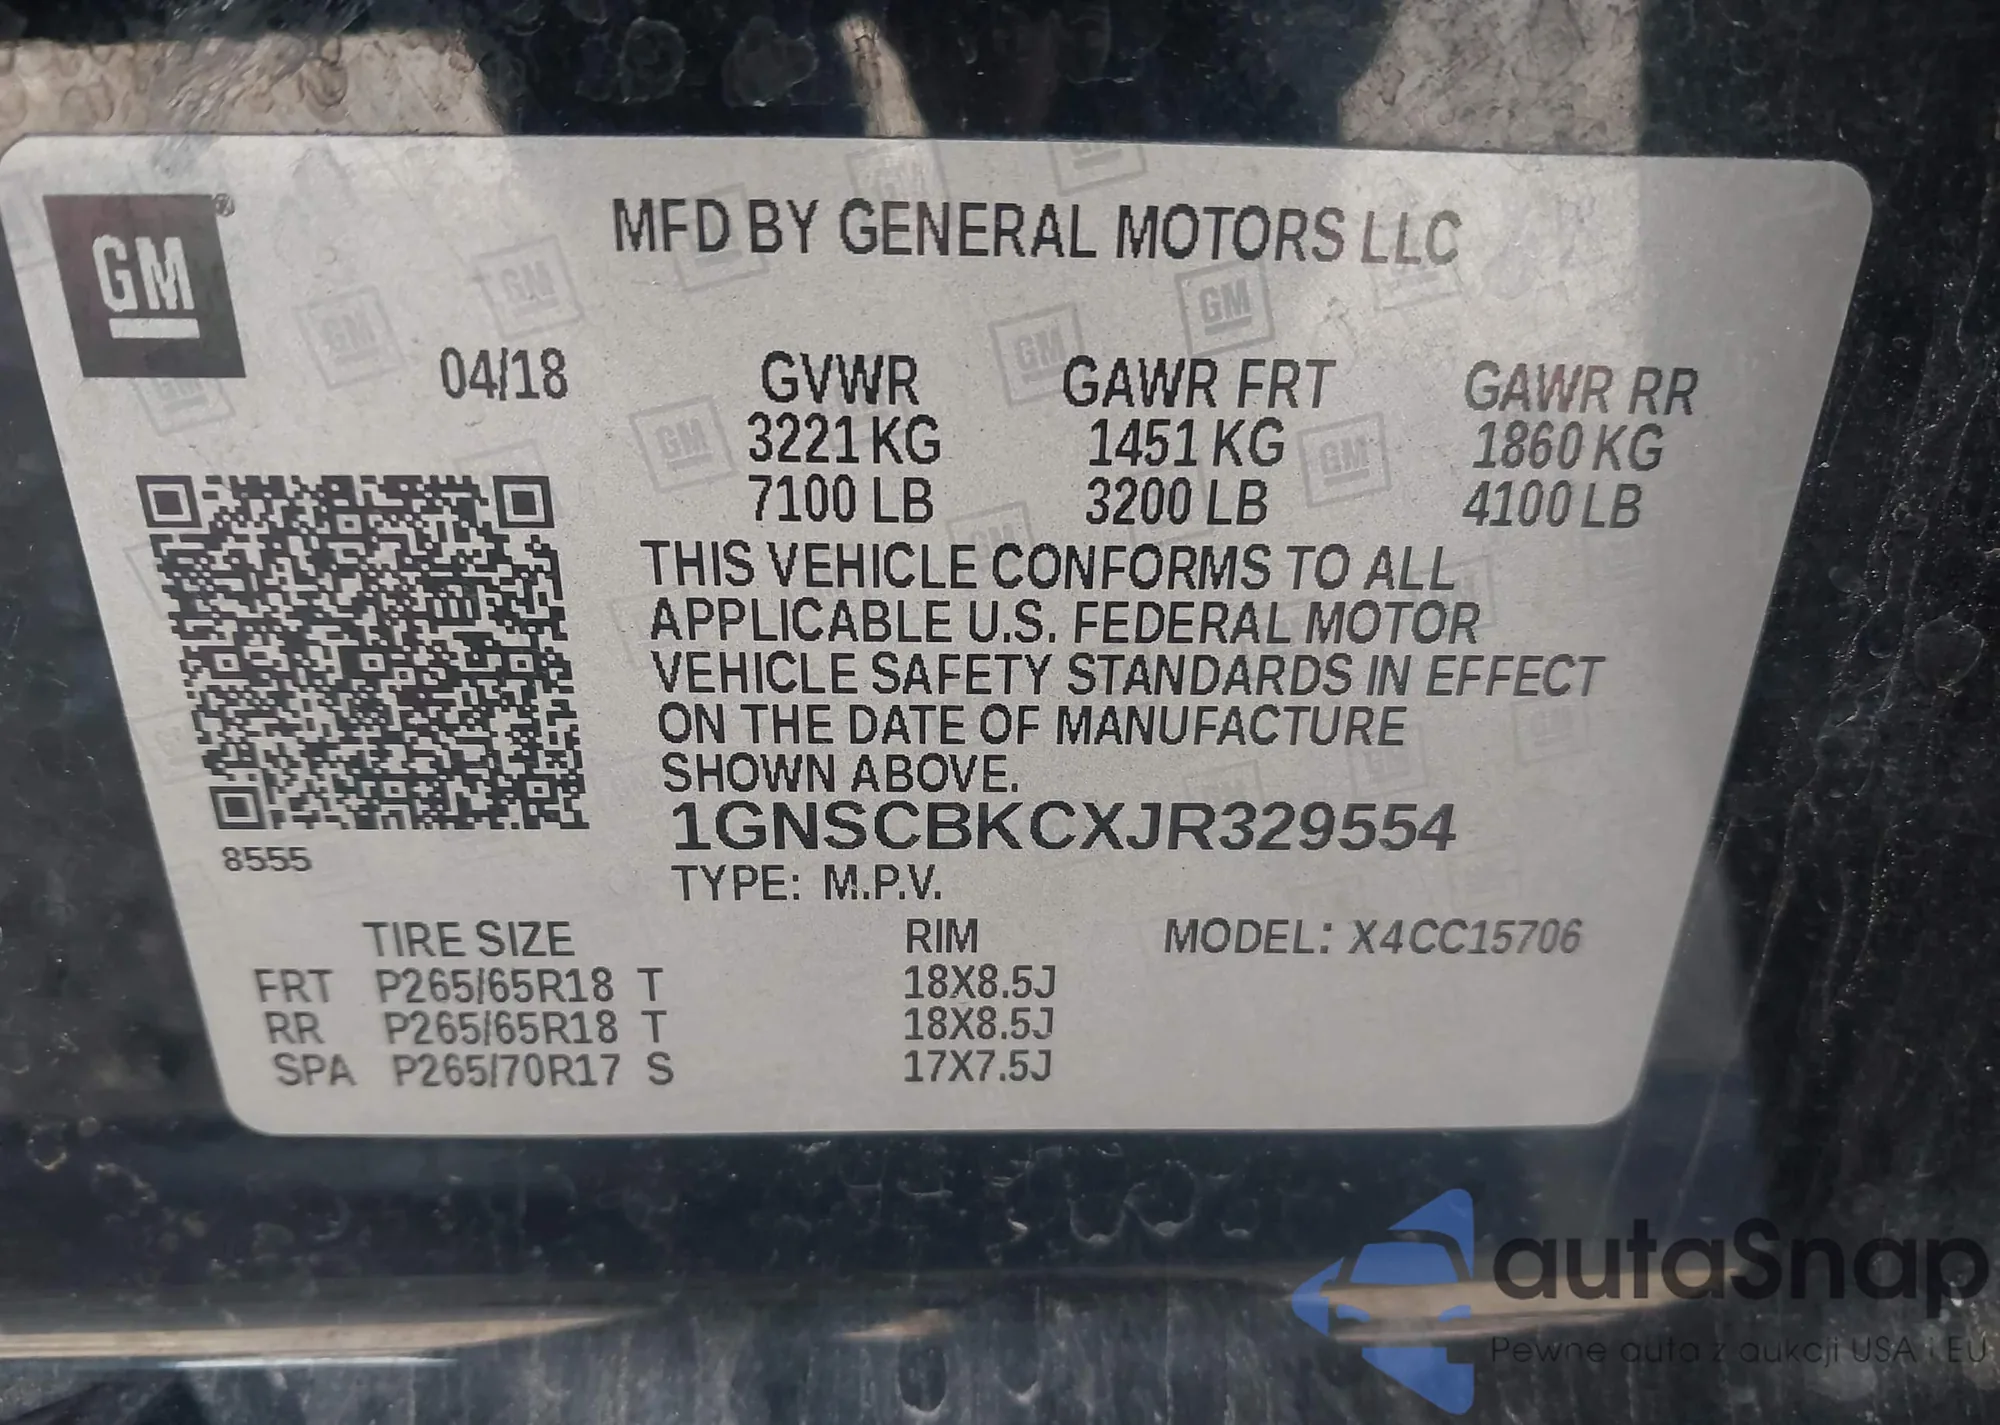 GM ®
MFD BY GENERAL MOTORS LLC
04/18 GVWR GAWR FRT GAWR RR
3221 KG 1451 KG 1860 KG
7100 LB 3200 LB 4100 LB
THIS VEHICLE CONFORMS TO ALL
APPLICABLE U.S. FEDERAL MOTOR
VEHICLE SAFETY STANDARDS IN EFFECT
ON THE DATE OF MANUFACTURE
SHOWN ABOVE.
1GNSCBKCXJR329554
8555
TYPE: M.P.V.
TIRE SIZE RIM MODEL: X4CC15706
FRT P265/65R18 T 18X8.5J
RR P265/65R18 T 18X8.5J
SPA P265/70R17 S 17X7.5J
autaSnap
Pewne auta z aukcji USA i EU